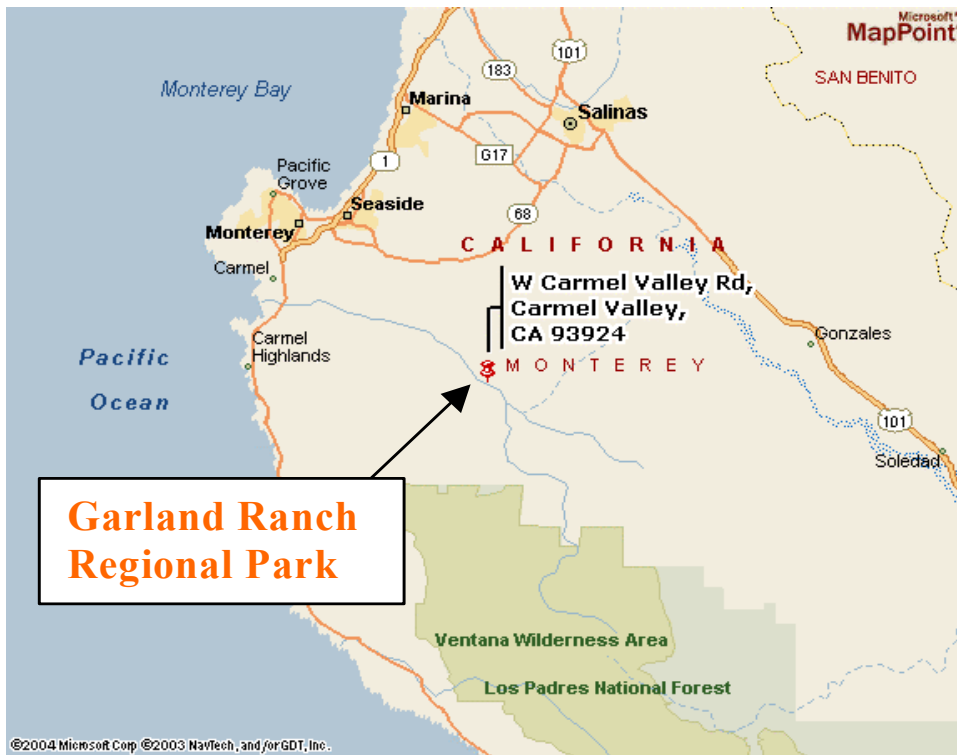 Microsoft®
MapPoint®
101
183
SAN BENITO
Monterey Bay
Marina
Salinas
G17
1
Pacific
Grove
Seaside
68
Monterey
CALIFORNIA
Carmel
W Carmel Valley Rd,
Carmel Valley,
CA 93924
Gonzales
Carmel
Highlands
MONTEREY
Pacific
Ocean
101
Soledad
Garland Ranch
Regional Park
Ventana Wilderness Area
Los Padres National Forest
©2004 Microsoft Corp ©2003 NavTech, and/or GDT, Inc.